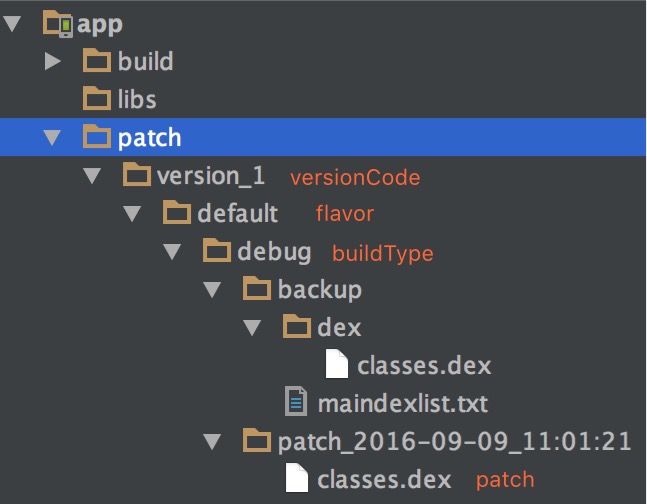 app
build
libs
patch
version_1 versionCode
default flavor
debug buildType
backup
dex
classes.dex
maindexlist.txt
patch_2016-09-09_11:01:21
classes.dex patch